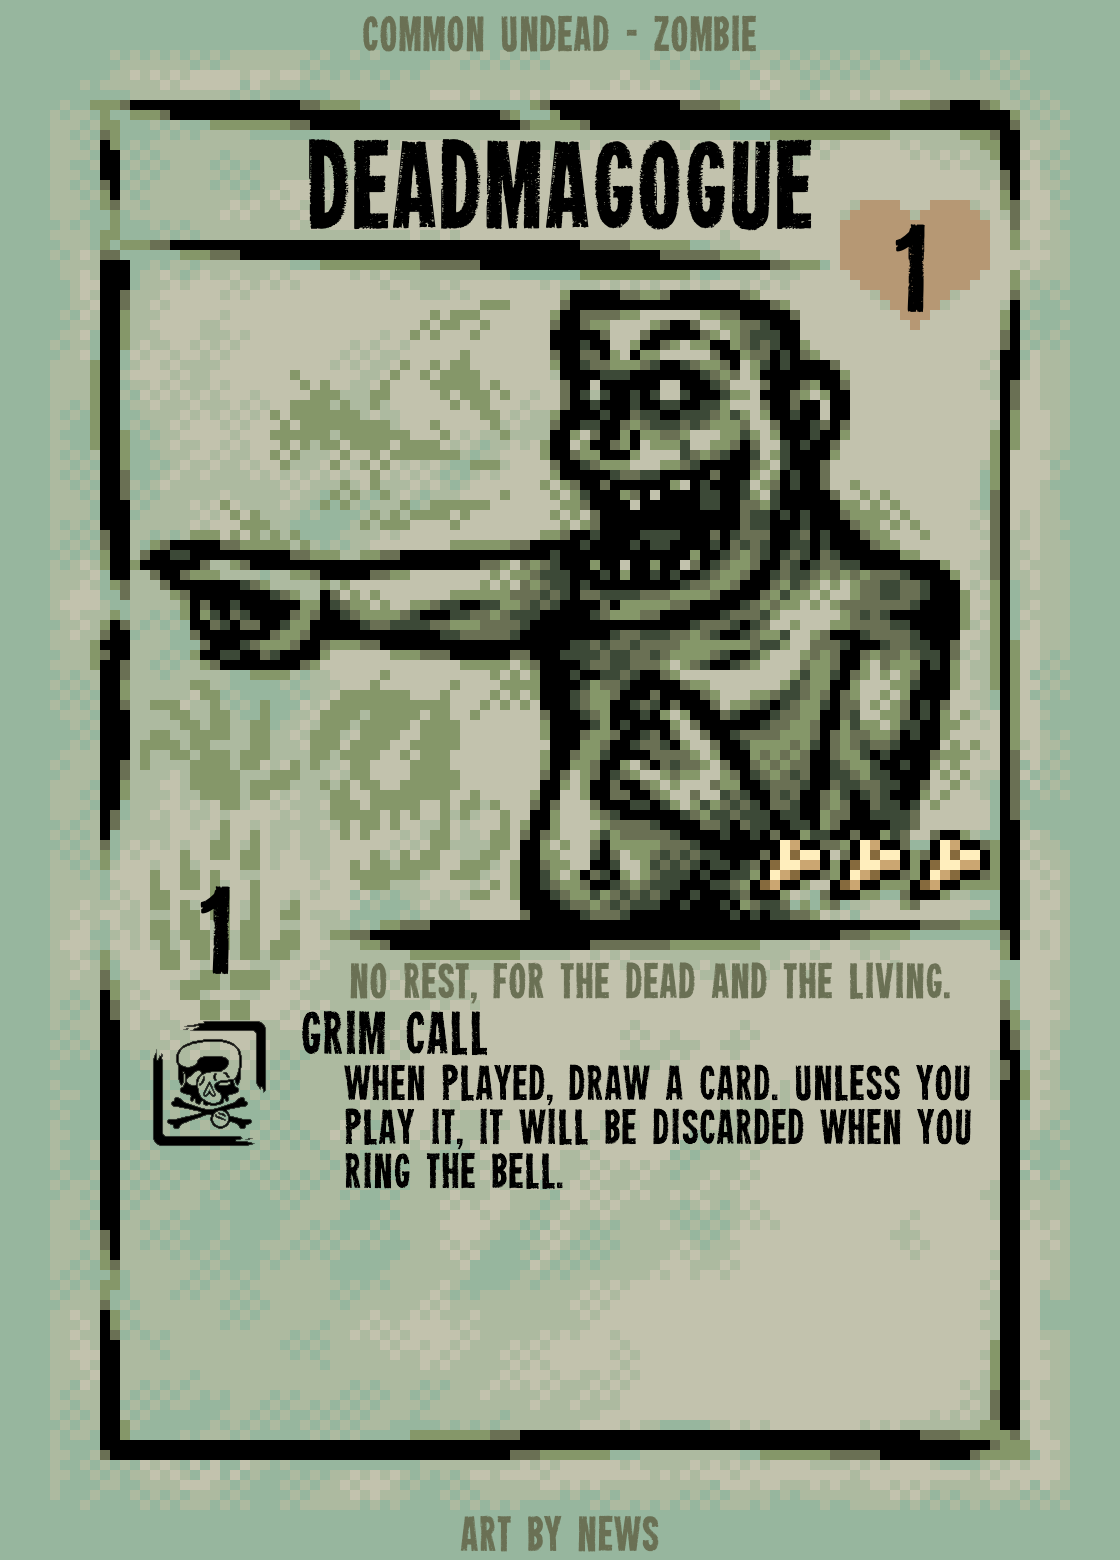 COMMON UNDEAD - ZOMBIE
DEADMAGOGUE
1
1
NO REST, FOR THE DEAD AND THE LIVING.
GRIM CALL
WHEN PLAYED, DRAW A CARD. UNLESS YOU
PLAY IT, IT WILL BE DISCARDED WHEN YOU
RING THE BELL.
ART BY NEWS